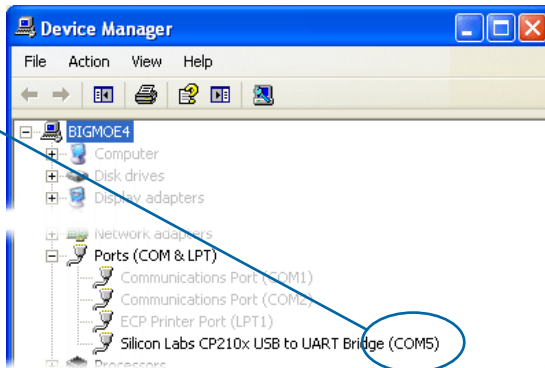 Device Manager
File Action View Help
BIGMOE4
Computer
Disk drives
Display adapters
Network adapters
Ports (COM & LPT)
Communications Port (COM1)
Communications Port (COM2)
ECP Printer Port (LPT1)
Silicon Labs CP210x USB to UART Bridge (COM5)
Processors